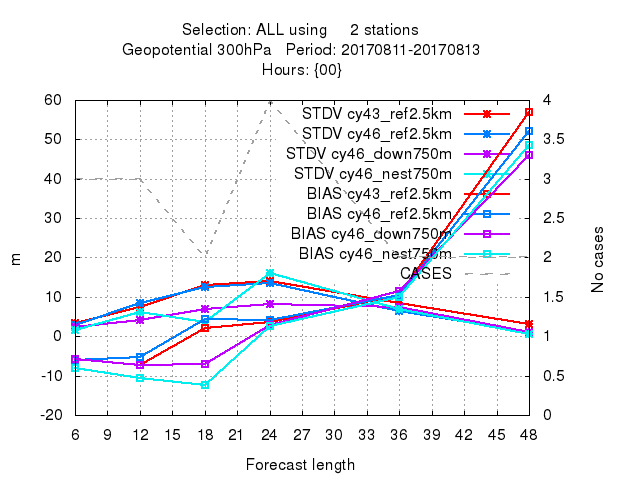 Selection: ALL using 2 stations
Geopotential 300hPa Period: 20170811-20170813
Hours: {00}
STDV cy43_ref2.5km
STDV cy46_ref2.5km
STDV cy46_down750m
STDV cy46_nest750m
BIAS cy43_ref2.5km
BIAS cy46_ref2.5km
BIAS cy46_down750m
BIAS cy46_nest750m
CASES
60
50
40
30
20
10
0
-10
-20
m
4
3.5
3
2.5
2
1.5
1
0.5
0
No cases
6 9 12 15 18 21 24 27 30 33 36 39 42 45 48
Forecast length